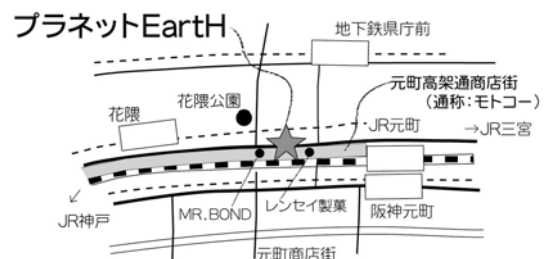 プラネットEartH
地下鉄県庁前
元町高架通商店街
（通称：モトコー）
花隈公園
花隈
JR元町
→JR三宮
↙
JR神戸
MR.BOND
レンセイ製菓
阪神元町
元町商店街